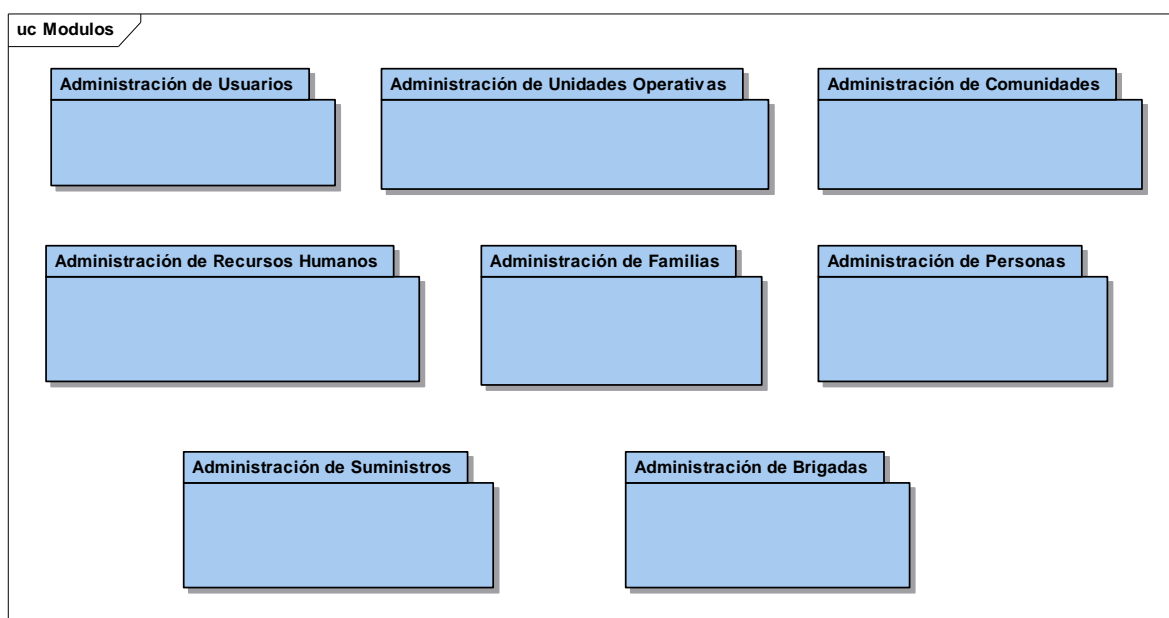 uc Modulos
Administración de Usuarios
Administración de Unidades Operativas
Administración de Comunidades
Administración de Recursos Humanos
Administración de Familias
Administración de Personas
Administración de Suministros
Administración de Brigadas